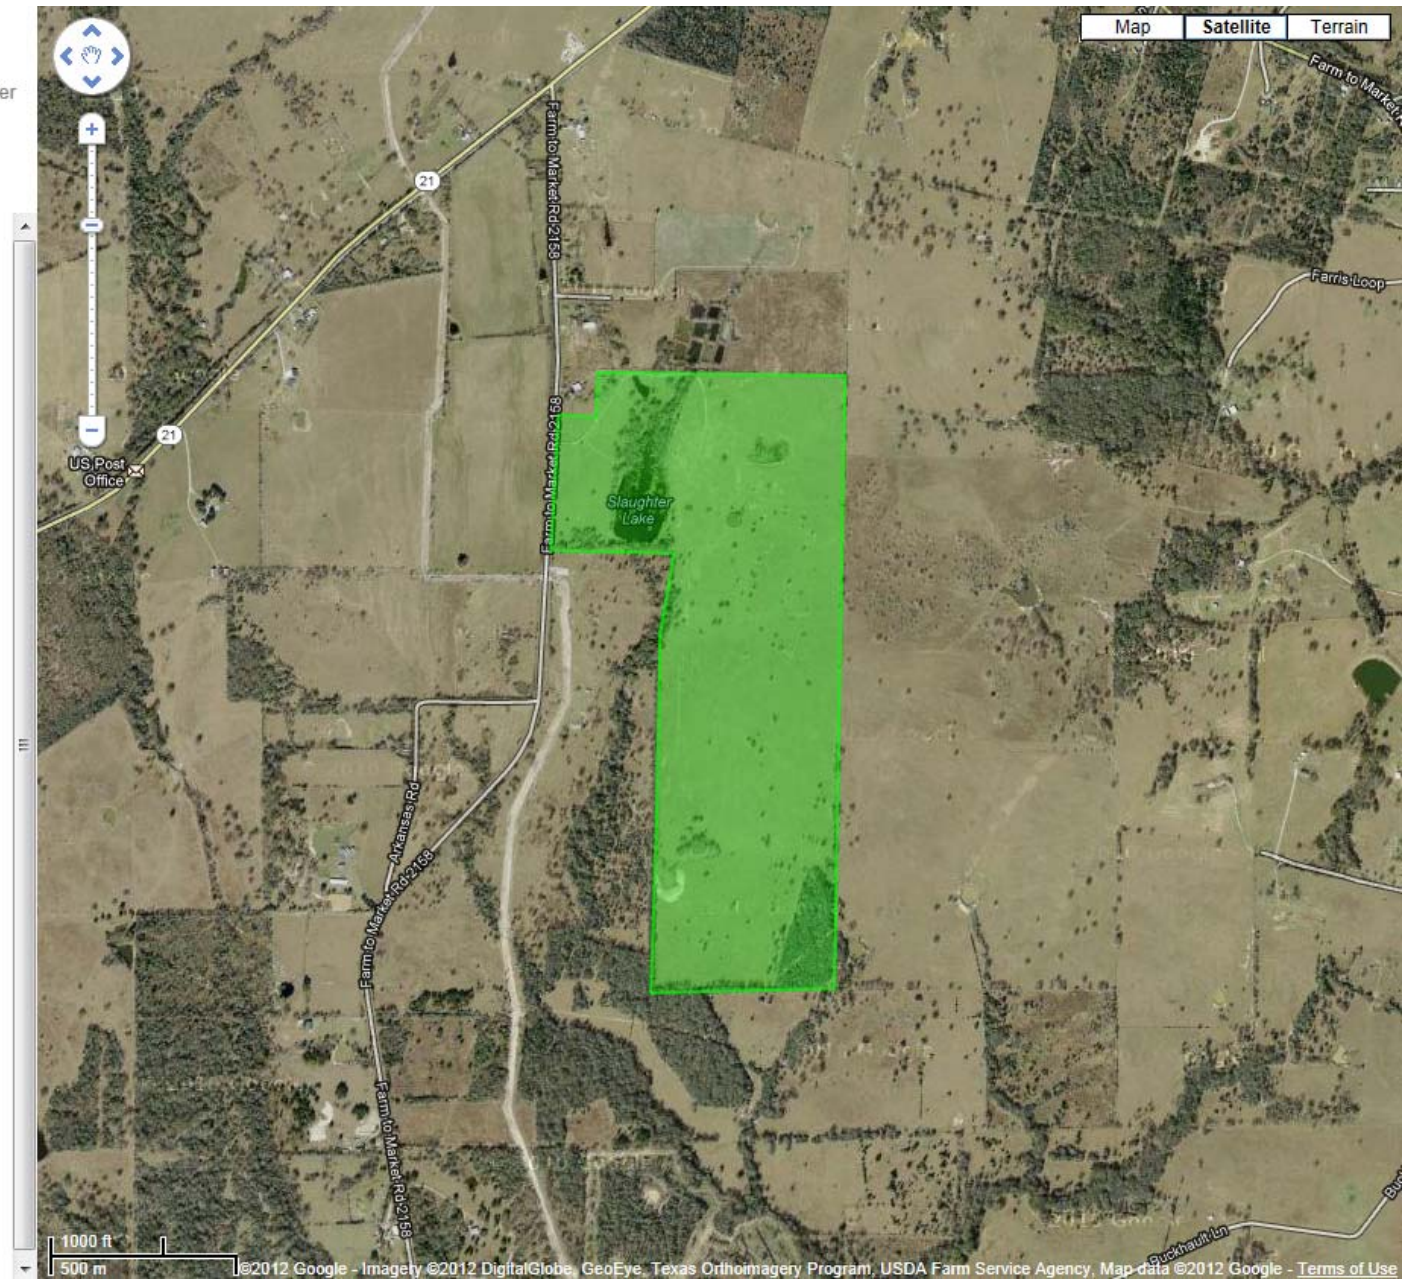 er
Map
Satellite
Terrain
Farm to Market R
21
Farm to Market Rd 2158
Farris Loop
Farm to Market Rd 2158
21
US Post
Office
Slaughter
Lake
Arkansas Rd
Farm to Market Rd 2158
Farm to Market Rd 2158
Buckhault Ln
Buc
1000 ft
500 m
©2012 Google - Imagery ©2012 DigitalGlobe, GeoEye, Texas Orthoimagery Program, USDA Farm Service Agency, Map data ©2012 Google - Terms of Use